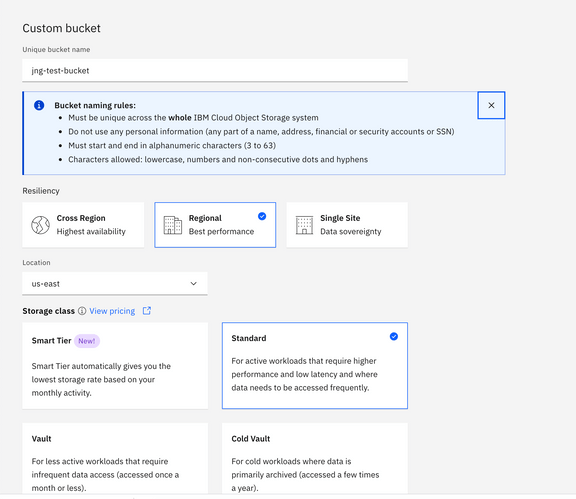 Custom bucket
Unique bucket name
jng-test-bucket
Bucket naming rules:
Must be unique across the whole IBM Cloud Object Storage system
Do not use any personal information (any part of a name, address, financial or security accounts or SSN)
Must start and end in alphanumeric characters (3 to 63)
Characters allowed: lowercase, numbers and non-consecutive dots and hyphens
Resiliency
Cross Region
Highest availability
Regional
Best performance
Single Site
Data sovereignty
Location
us-east
Storage class View pricing
Smart Tier New!
Smart Tier automatically gives you the
lowest storage rate based on your
monthly activity.
Standard
For active workloads that require higher
performance and low latency and where
data needs to be accessed frequently.
Vault
For less active workloads that require
infrequent data access (accessed once a
month or less).
Cold Vault
For cold workloads where data is
primarily archived (accessed a few times
a year).